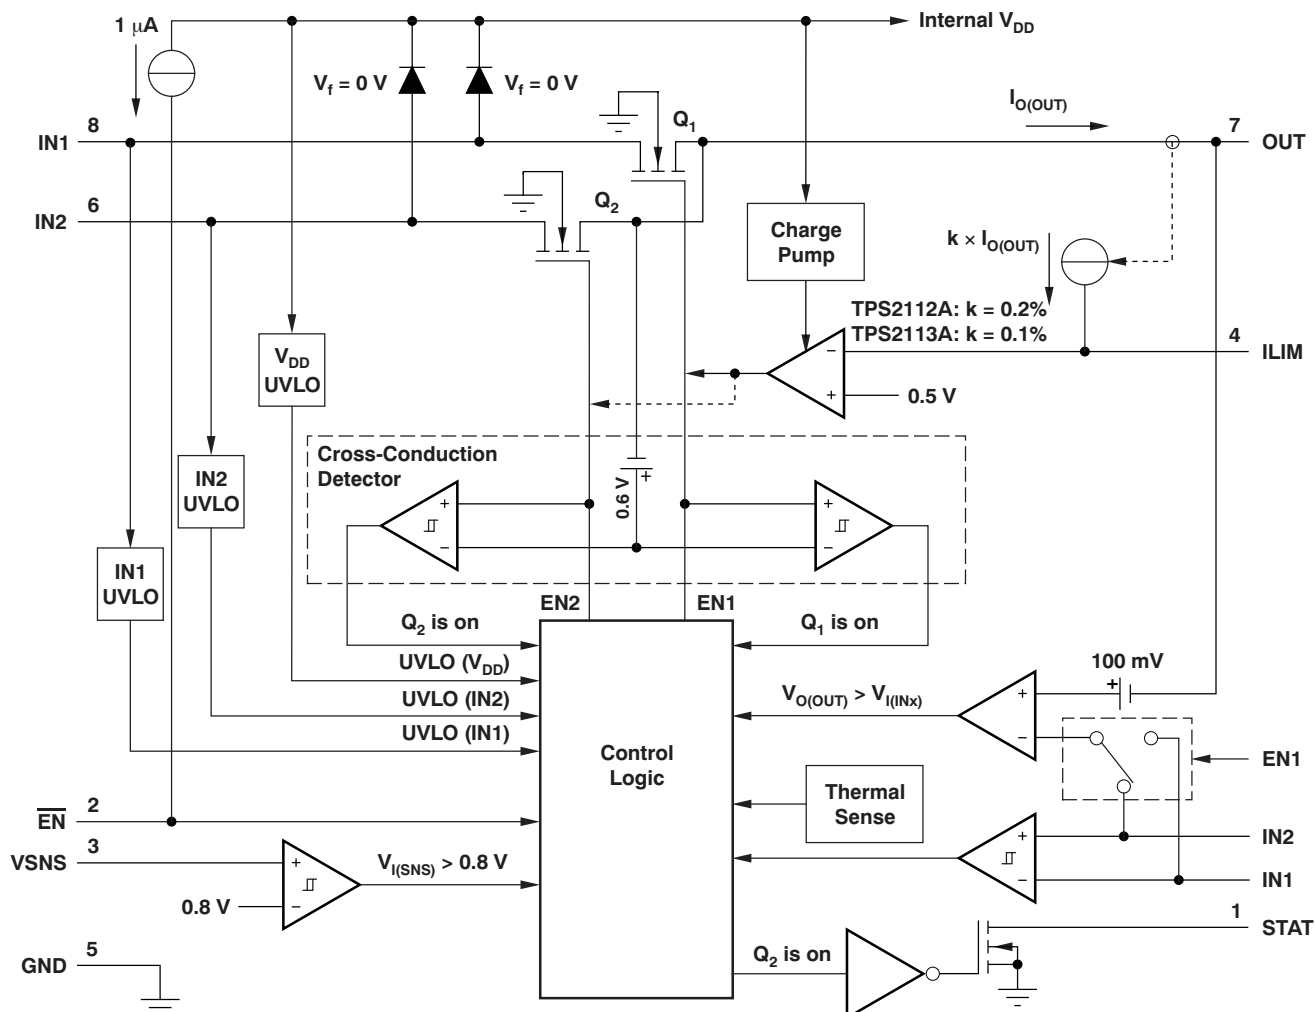 1 μA
Internal VDD
Vf = 0 V
Vf = 0 V
IO(OUT)
8
Q1
7
IN1
OUT
6
Q2
IN2
Charge
Pump
k × IO(OUT)
TPS2112A: k = 0.2%
TPS2113A: k = 0.1%
4
ILIM
VDD
UVLO
−
+
0.5 V
Cross-Conduction
Detector
IN2
UVLO
0.6 V
+
+
−
+
−
IN1
UVLO
EN2
EN1
Q2 is on
Q1 is on
UVLO (VDD)
UVLO (IN2)
UVLO (IN1)
100 mV
+
VO(OUT) > VI(INx)
+
−
Control
Logic
EN1
Thermal
Sense
2
EN
3
VSNS
+
−
VI(SNS) > 0.8 V
0.8 V
+
−
IN2
IN1
1
STAT
Q2 is on
5
GND